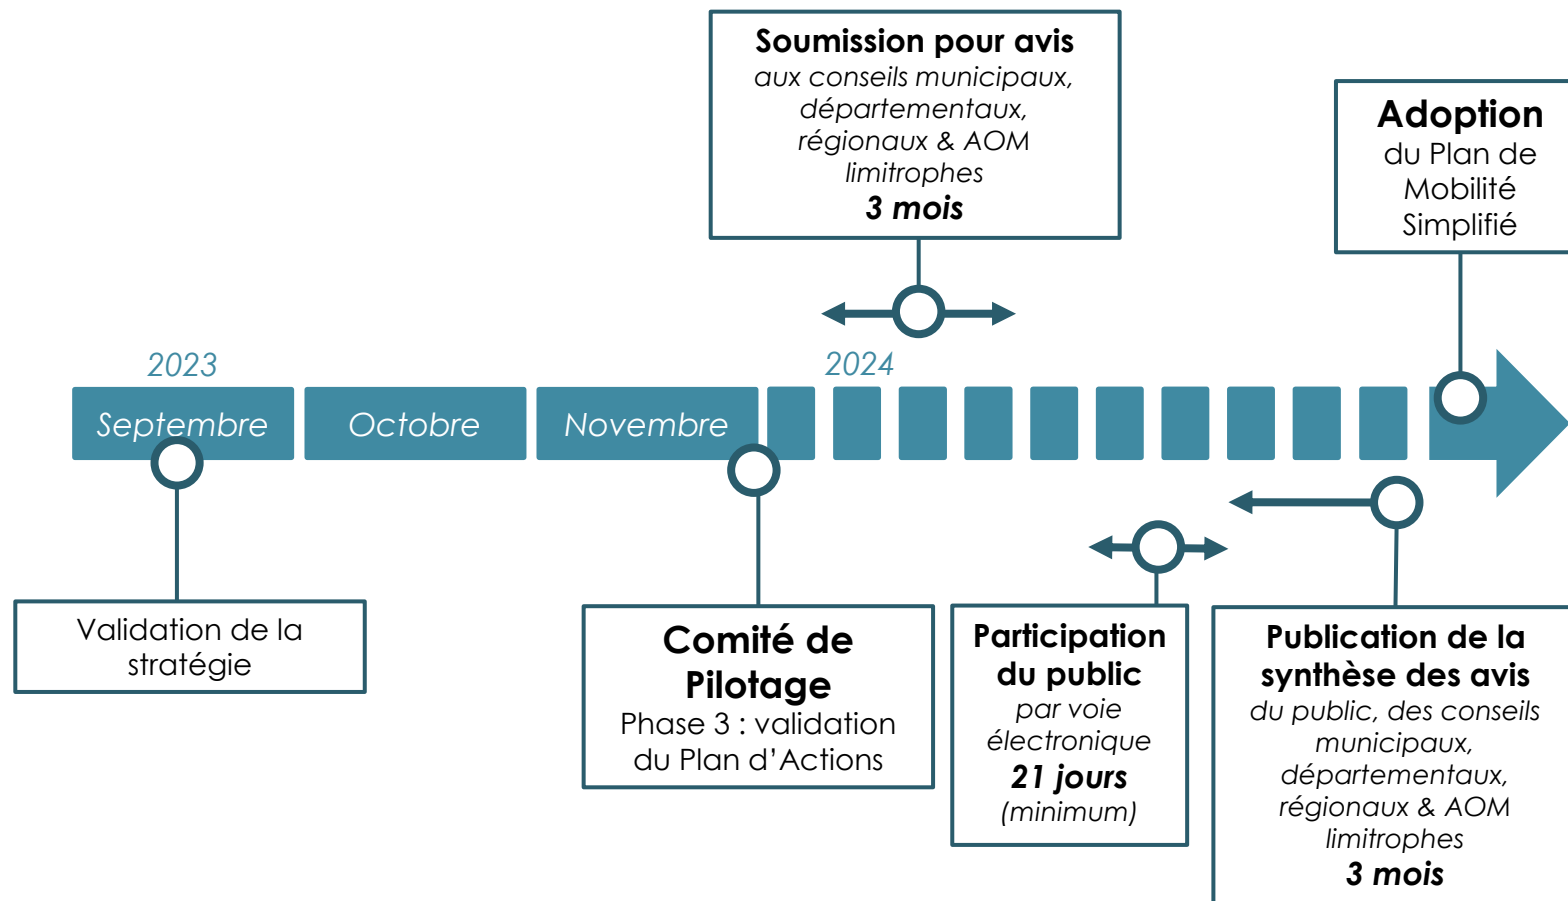 Soumission pour avis
aux conseils municipaux,
départementaux,
régionaux & AOM
limitrophes
3 mois
Adoption
du Plan de
Mobilité
Simplifié
2023
2024
Septembre
Octobre
Novembre
Validation de la
stratégie
Comité de
Pilotage
Phase 3 : validation
du Plan d’Actions
Participation
du public
par voie
électronique
21 jours
(minimum)
Publication de la
synthèse des avis
du public, des conseils
municipaux,
départementaux,
régionaux & AOM
limitrophes
3 mois